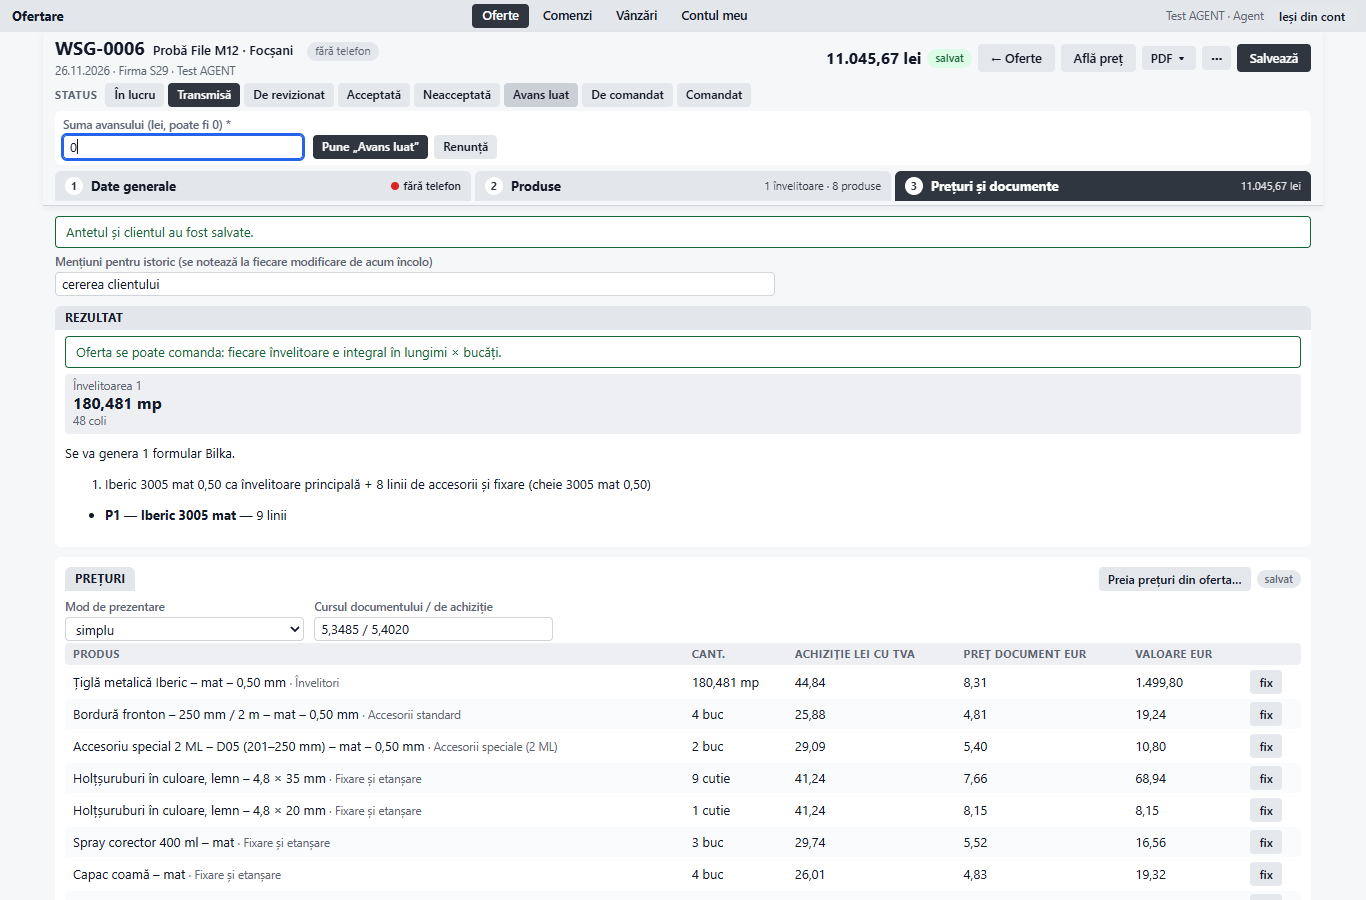 Ofertare
Oferte Comenzi Vânzări Contul meu
Test AGENT · Agent Ieși din cont
WSG-0006 Probă File M12 · Focșani fără telefon
26.11.2026 · Firma S29 · Test AGENT
11.045,67 lei salvat ← Oferte Află preț PDF ▾ ··· Salvează
STATUS În lucru Transmisă De revizionat Acceptată Neacceptată Avans luat De comandat Comandat
Suma avansului (lei, poate fi 0) *
0 Pune „Avans luat” Renunță
1 Date generale fără telefon
2 Produse 1 învelitoare · 8 produse
3 Prețuri și documente 11.045,67 lei
Antetul și clientul au fost salvate.
Mențiuni pentru istoric (se notează la fiecare modificare de acum încolo)
cererea clientului
REZULTAT
Oferta se poate comanda: fiecare învelitoare e integral în lungimi × bucăți.
Învelitoarea 1
180,481 mp
48 coli
Se va genera 1 formular Bilka.
1. Iberic 3005 mat 0,50 ca învelitoare principală + 8 linii de accesorii și fixare (cheie 3005 mat 0,50)
• P1 — Iberic 3005 mat — 9 linii
PREȚURI
Preia prețuri din oferta... salvat
Mod de prezentare Cursul documentului / de achiziție
simplu 5,3485 / 5,4020
PRODUS CANT. ACHIZIȚIE LEI CU TVA PREȚ DOCUMENT EUR VALOARE EUR
Țiglă metalică Iberic – mat – 0,50 mm · Învelitori 180,481 mp 44,84 8,31 1.499,80 fix
Bordură fronton – 250 mm / 2 m – mat – 0,50 mm · Accesorii standard 4 buc 25,88 4,81 19,24 fix
Accesoriu special 2 ML – D05 (201–250 mm) – mat – 0,50 mm · Accesorii speciale (2 ML) 2 buc 29,09 5,40 10,80 fix
Holțșuruburi în culoare, lemn – 4,8 × 35 mm · Fixare și etanșare 9 cutie 41,24 7,66 68,94 fix
Holțșuruburi în culoare, lemn – 4,8 × 20 mm · Fixare și etanșare 1 cutie 41,24 8,15 8,15 fix
Spray corector 400 ml – mat · Fixare și etanșare 3 buc 29,74 5,52 16,56 fix
Capac coamă – mat · Fixare și etanșare 4 buc 26,01 4,83 19,32 fix